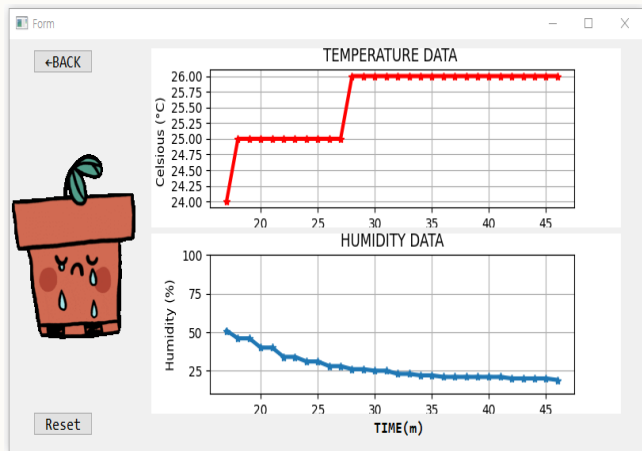 Form
←BACK
TEMPERATURE DATA
Celsious (°C)
26.00
25.75
25.50
25.25
25.00
24.75
24.50
24.25
24.00
20 25 30 35 40 45
HUMIDITY DATA
Humidity (%)
100
75
50
25
20 25 30 35 40 45
TIME(m)
Reset